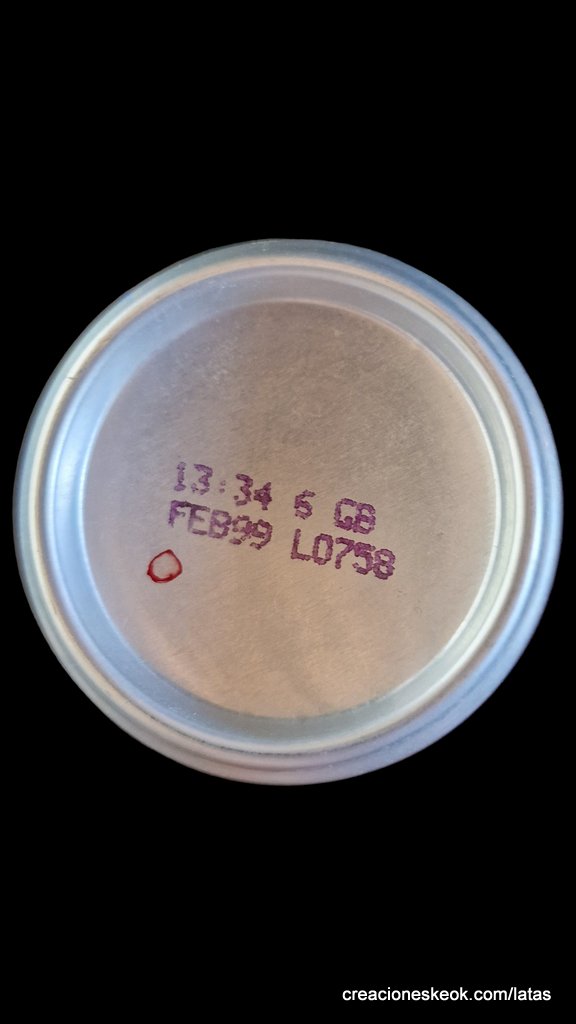 13:34 6 GB
FEB99 L0758
creacioneskeok.com/latas